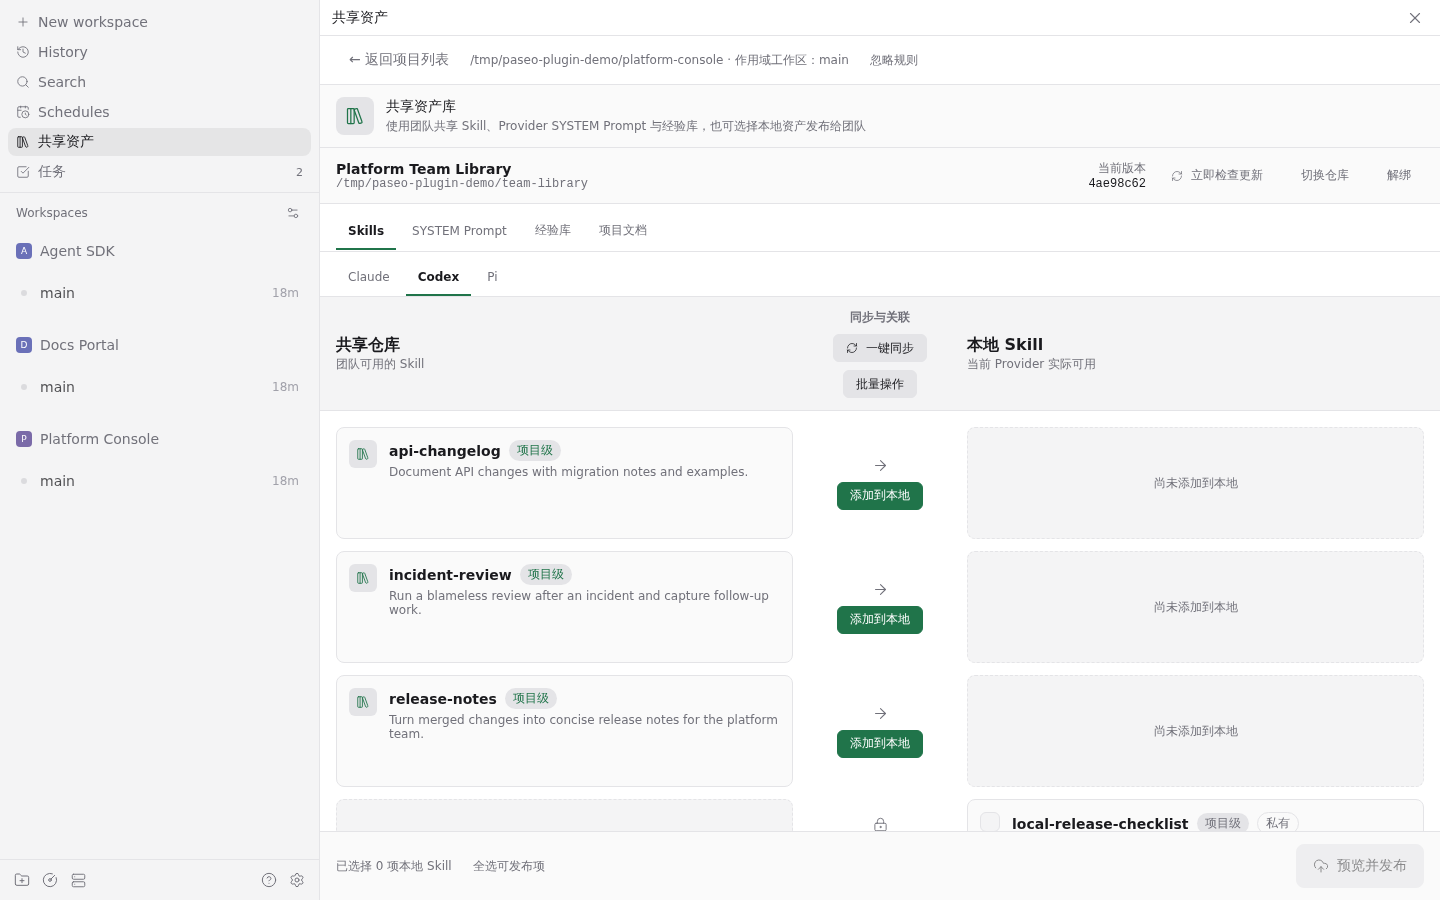 New workspace
History
Search
Schedules
共享资产
任务 2
Workspaces
A Agent SDK
main 18m
D Docs Portal
main 18m
P Platform Console
main 18m
共享资产
← 返回项目列表 /tmp/paseo-plugin-demo/platform-console · 作用域工作区：main 忽略规则
共享资产库
使用团队共享 Skill、Provider SYSTEM Prompt 与经验库，也可选择本地资产发布给团队
Platform Team Library
/tmp/paseo-plugin-demo/team-library
当前版本
4ae98c62
立即检查更新 切换仓库 解绑
Skills SYSTEM Prompt 经验库 项目文档
Claude Codex Pi
共享仓库
团队可用的 Skill
同步与关联
一键同步
批量操作
本地 Skill
当前 Provider 实际可用
api-changelog 项目级
Document API changes with migration notes and examples.
→
添加到本地
尚未添加到本地
incident-review 项目级
Run a blameless review after an incident and capture follow-up
work.
→
添加到本地
尚未添加到本地
release-notes 项目级
Turn merged changes into concise release notes for the platform
team.
→
添加到本地
尚未添加到本地
local-release-checklist 项目级 私有
已选择 0 项本地 Skill 全选可发布项
预览并发布